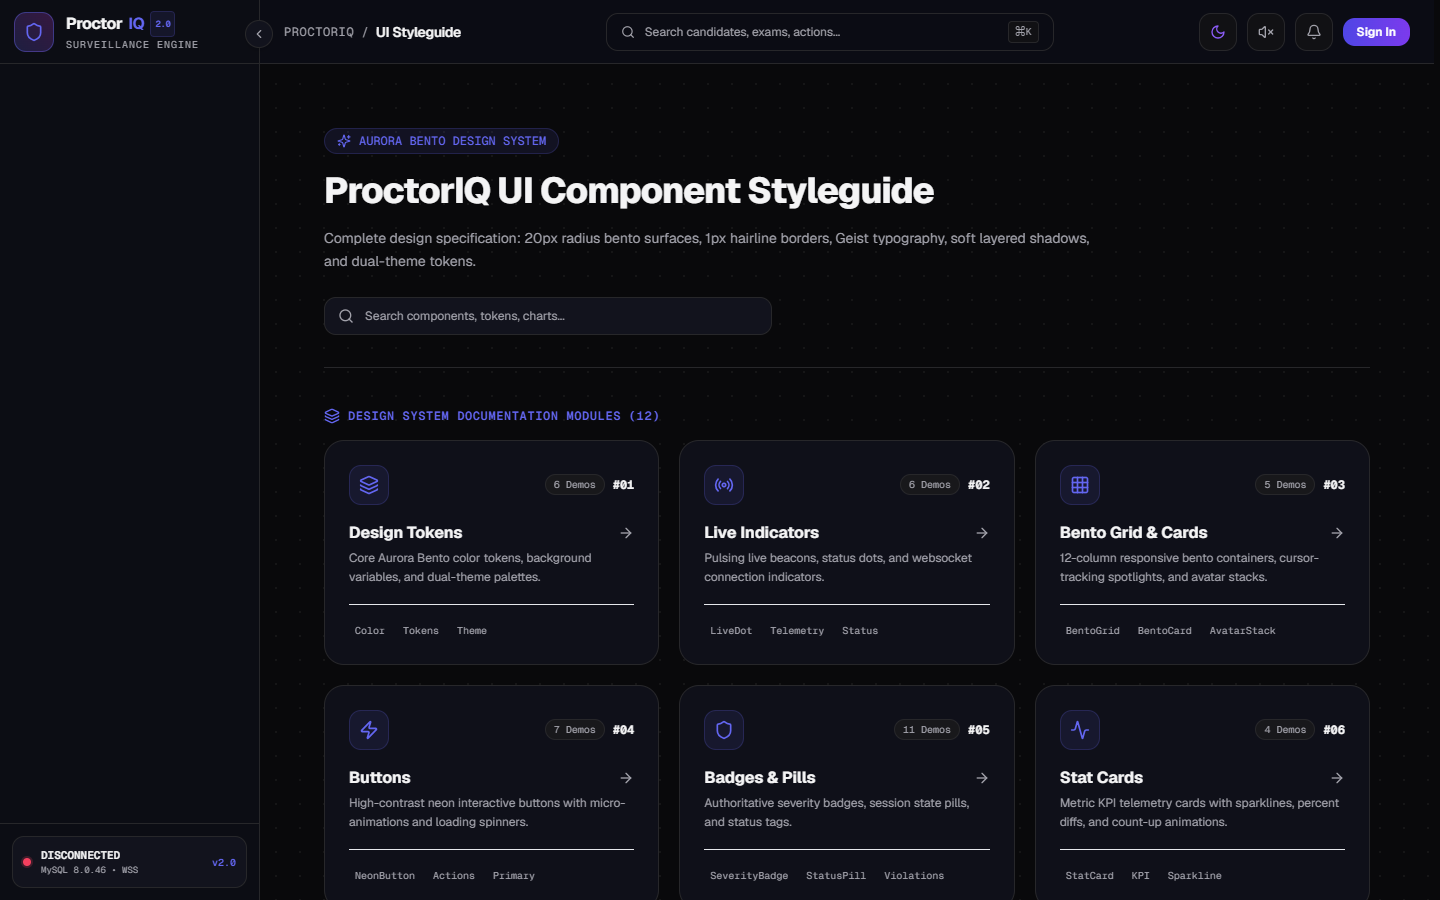 Proctor IQ 2.0
SURVEILLANCE ENGINE
PROCTORIQ / UI Styleguide
Search candidates, exams, actions...
⌘K
Sign In
AURORA BENTO DESIGN SYSTEM
ProctorIQ UI Component Styleguide
Complete design specification: 20px radius bento surfaces, 1px hairline borders, Geist typography, soft layered shadows,
and dual-theme tokens.
Search components, tokens, charts...
DESIGN SYSTEM DOCUMENTATION MODULES (12)
6 Demos #01
Design Tokens
Core Aurora Bento color tokens, background
variables, and dual-theme palettes.
Color Tokens Theme
6 Demos #02
Live Indicators
Pulsing live beacons, status dots, and websocket
connection indicators.
LiveDot Telemetry Status
5 Demos #03
Bento Grid & Cards
12-column responsive bento containers, cursor-
tracking spotlights, and avatar stacks.
BentoGrid BentoCard AvatarStack
7 Demos #04
Buttons
High-contrast neon interactive buttons with micro-
animations and loading spinners.
NeonButton Actions Primary
11 Demos #05
Badges & Pills
Authoritative severity badges, session state pills,
and status tags.
SeverityBadge StatusPill Violations
4 Demos #06
Stat Cards
Metric KPI telemetry cards with sparklines, percent
diffs, and count-up animations.
StatCard KPI Sparkline
DISCONNECTED
MySQL 8.0.46 • WSS
v2.0